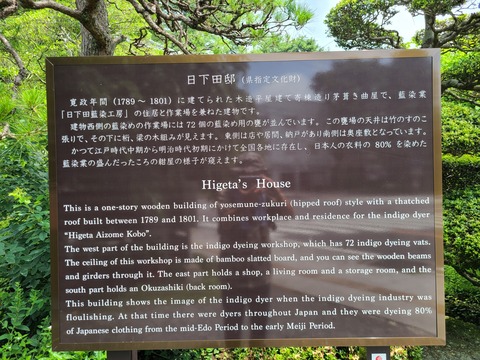 日下田邸（県指定文化財）
寛政年間（1789～1801）に建てられた木造平屋建て寄棟造り茅葺き曲屋で、藍染業
「日下田藍染工房」の住居と作業場を兼ねた建物です。
建物西側の藍染めの作業場には72個の藍染め用の甕が並んでいます。この甕場の天井は竹のすのこ
張りで、その下に桁、梁の木組みが見えます。東側は店や居間、納戸があり南側は奥座敷となっています。
かつて江戸時代中期から明治時代初期にかけて全国各地に存在し、日本人の衣料の80%を染めた
藍染業の盛んだったころの紺屋の様子が窺えます。
Higeta's House
This is a one-story wooden building of yosemune-zukuri (hipped roof) style with a thatched
roof built between 1789 and 1801. It combines workplace and residence for the indigo dyer
"Higeta Aizome Kobo".
The west part of the building is the indigo dyeing workshop, which has 72 indigo dyeing vats.
The ceiling of this workshop is made of bamboo slatted board, and you can see the wooden beams
and girders through it. The east part holds a shop, a living room and a storage room, and the
south part holds an Okuzashiki (back room).
This building shows the image of the indigo dyer when the indigo dyeing industry was
flourishing. At that time there were dyers throughout Japan and they were dyeing 80%
of Japanese clothing from the mid-Edo Period to the early Meiji Period.